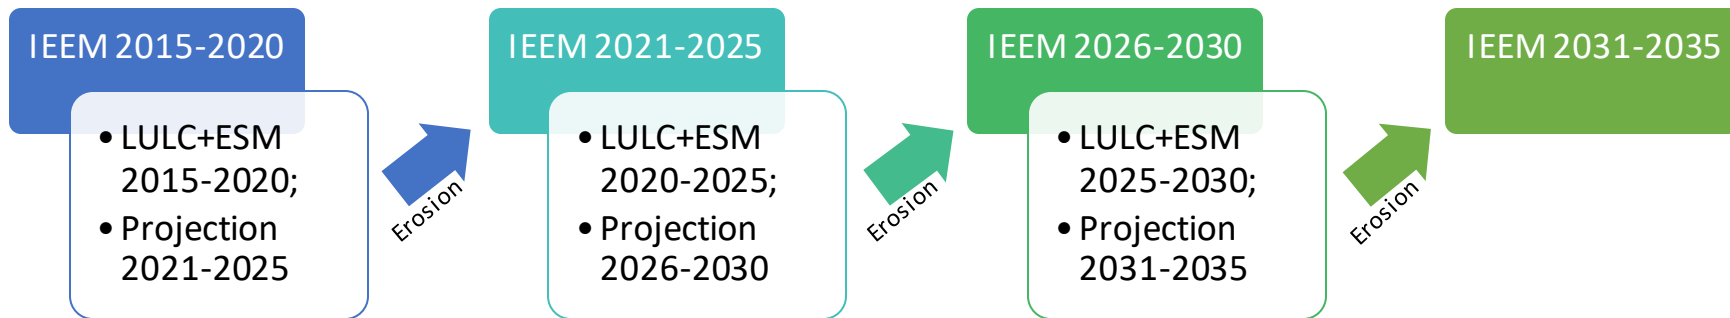 IEEM 2015-2020
• LULC+ESM
2015-2020;
• Projection
2021-2025
Erosion
IEEM 2021-2025
• LULC+ESM
2020-2025;
• Projection
2026-2030
Erosion
IEEM 2026-2030
• LULC+ESM
2025-2030;
• Projection
2031-2035
Erosion
IEEM 2031-2035